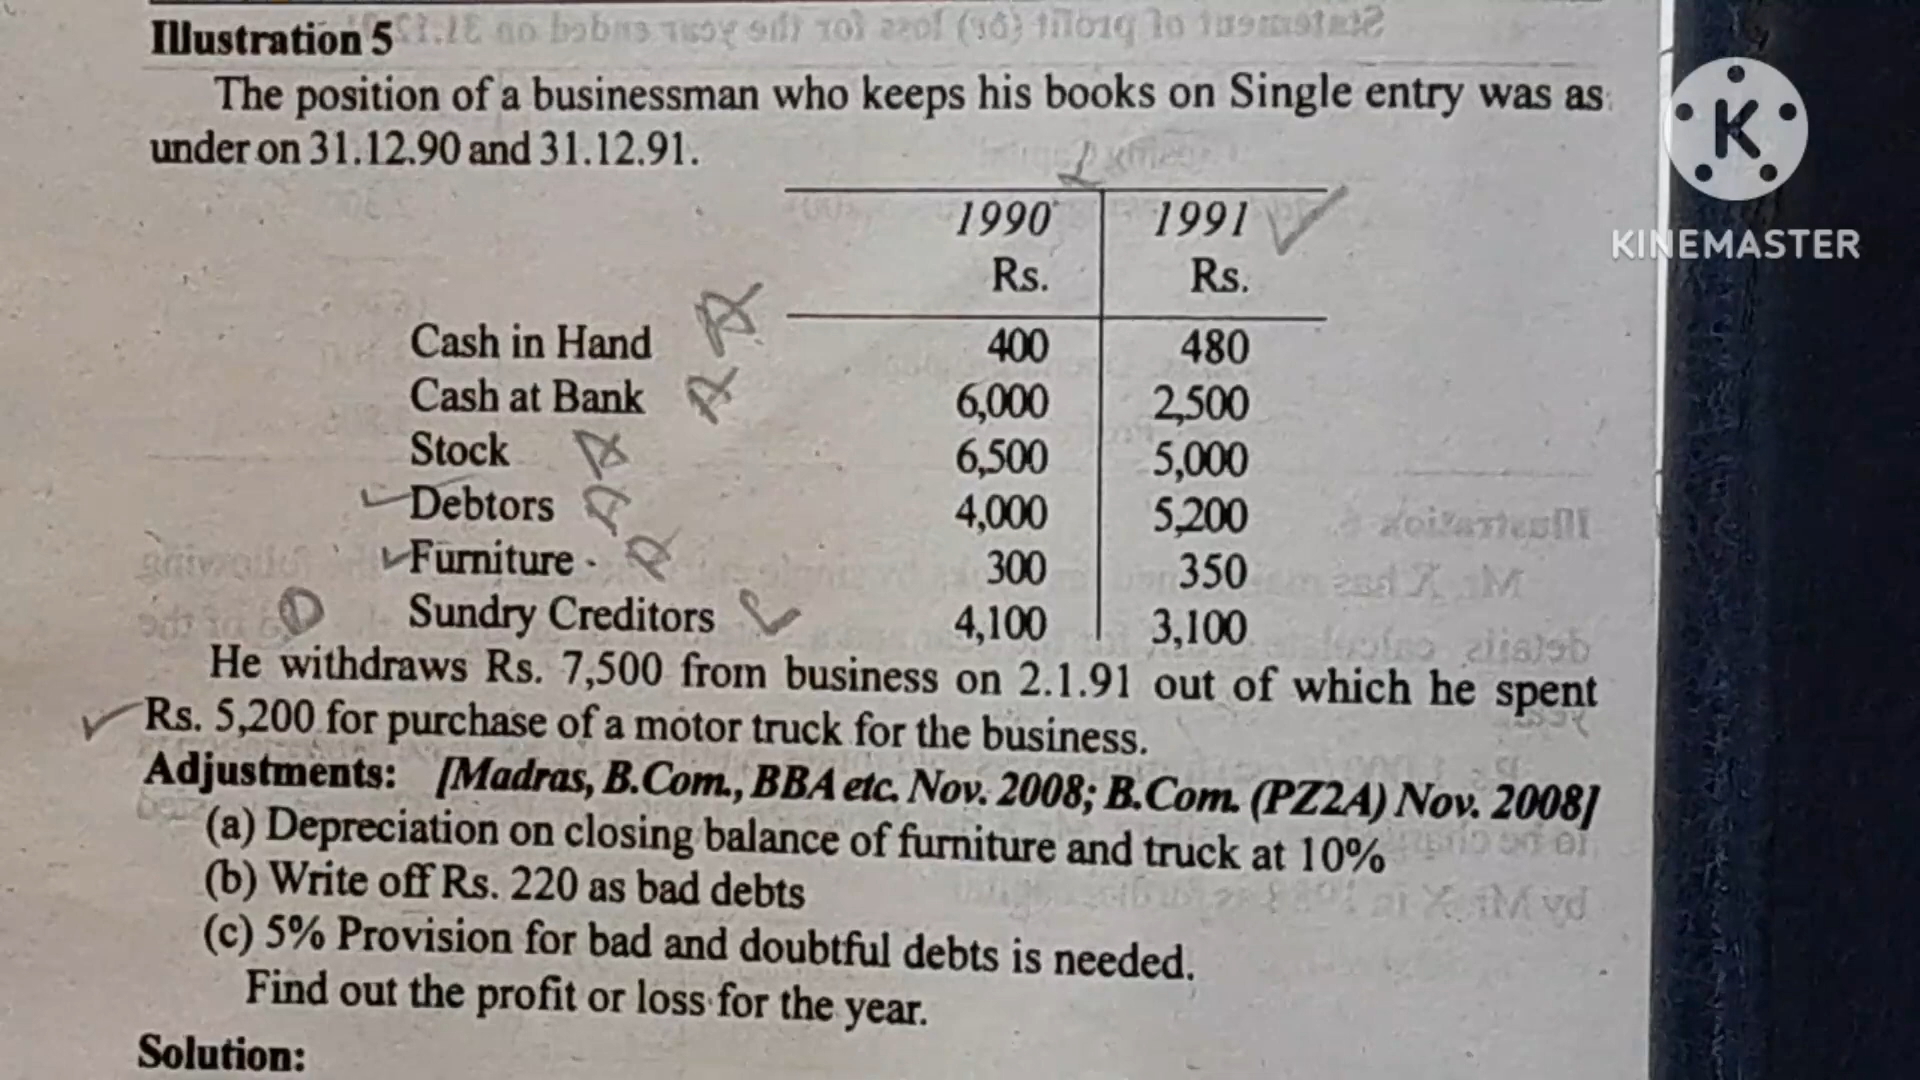 Illustration 5
The position of a businessman who keeps his books on Single entry was as
under on 31.12.90 and 31.12.91.
1990 1991
Rs. Rs.
Cash in Hand 400 480
Cash at Bank 6,000 2,500
Stock 6,500 5,000
Debtors 4,000 5,200
Furniture - 300 350
Sundry Creditors 4,100 3,100
He withdraws Rs. 7,500 from business on 2.1.91 out of which he spent
Rs. 5,200 for purchase of a motor truck for the business.
Adjustments: [Madras, B.Com., BBA etc. Nov. 2008; B.Com. (PZ2A) Nov. 2008]
(a) Depreciation on closing balance of furniture and truck at 10%
(b) Write off Rs. 220 as bad debts
(c) 5% Provision for bad and doubtful debts is needed.
Find out the profit or loss for the year.
Solution:
K
KINEMASTER